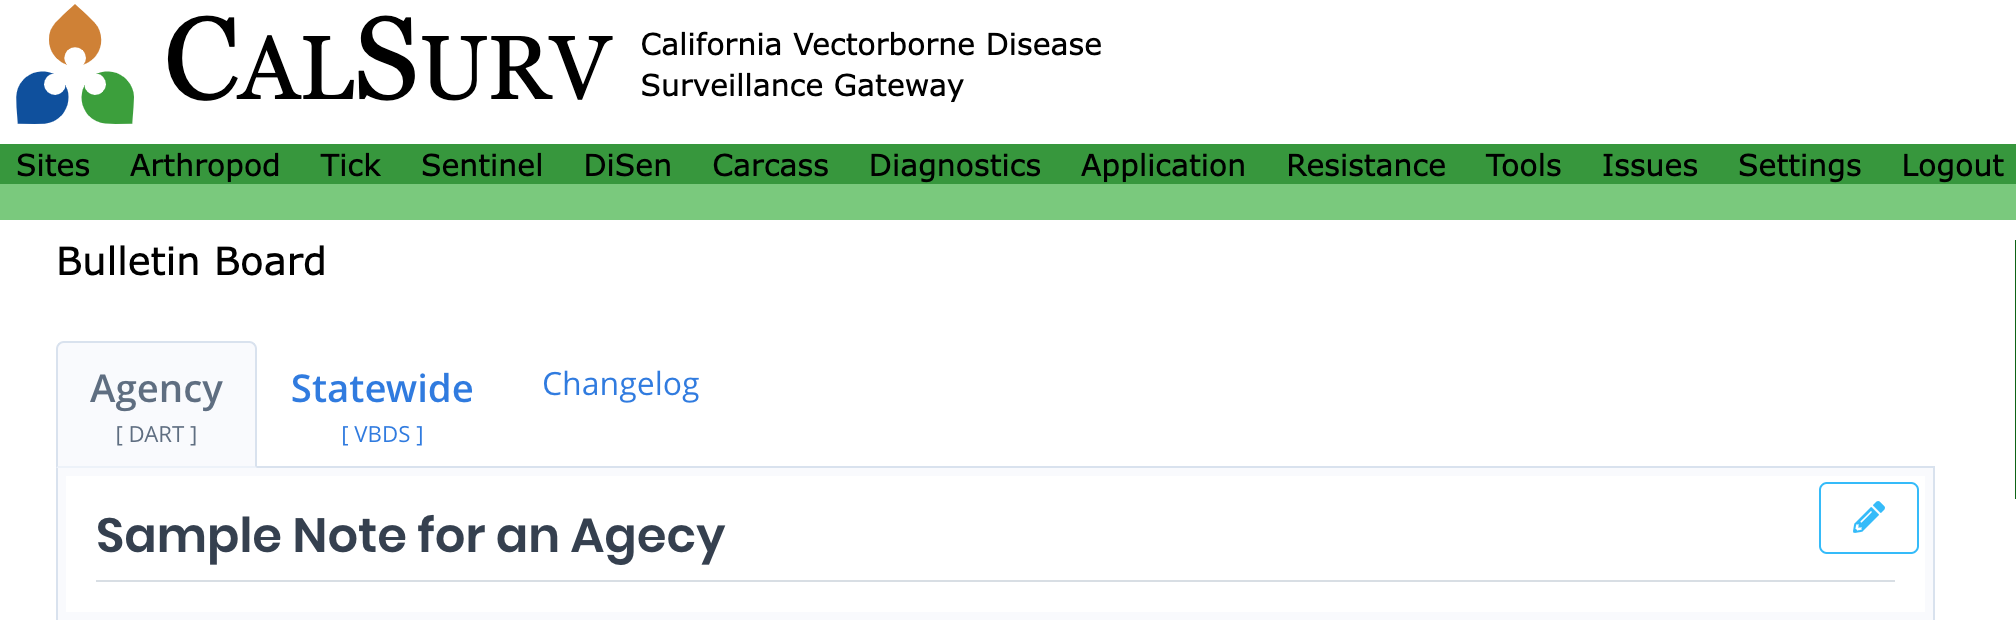 CALSURV
California Vectorborne Disease
Surveillance Gateway
Sites Arthropod Tick Sentinel DiSen Carcass Diagnostics Application Resistance Tools Issues Settings Logout
Bulletin Board
Agency Statewide Changelog
[ DART ] [ VBDS ]
Sample Note for an Agecy